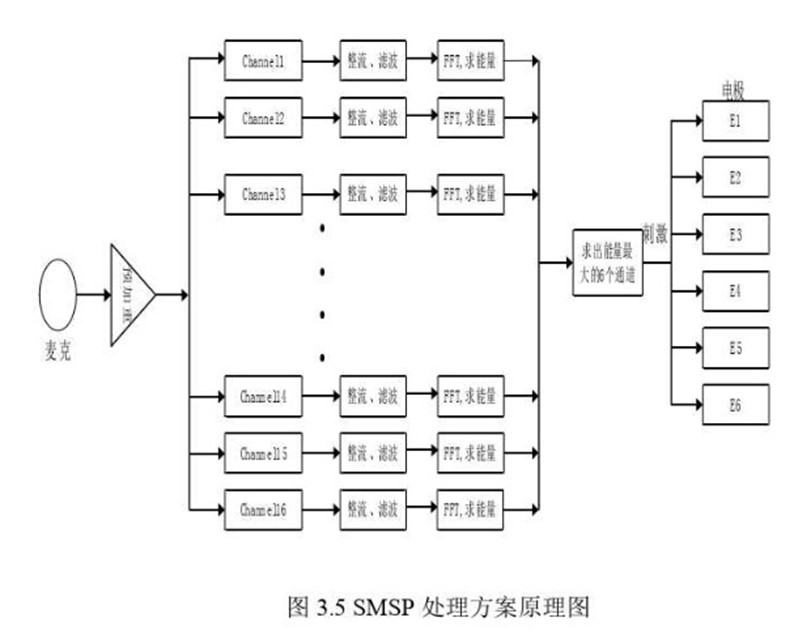 Channel1 整流、滤波 FFT,求能量
Channel2 整流、滤波 FFT,求能量
Channel3 整流、滤波 FFT,求能量
麦克
预加重
Channel14 整流、滤波 FFT,求能量
Channel15 整流、滤波 FFT,求能量
Channel16 整流、滤波 FFT,求能量
求出能量最
大的6个通道
刺激
电极
E1
E2
E3
E4
E5
E6
图 3.5 SMSP 处理方案原理图